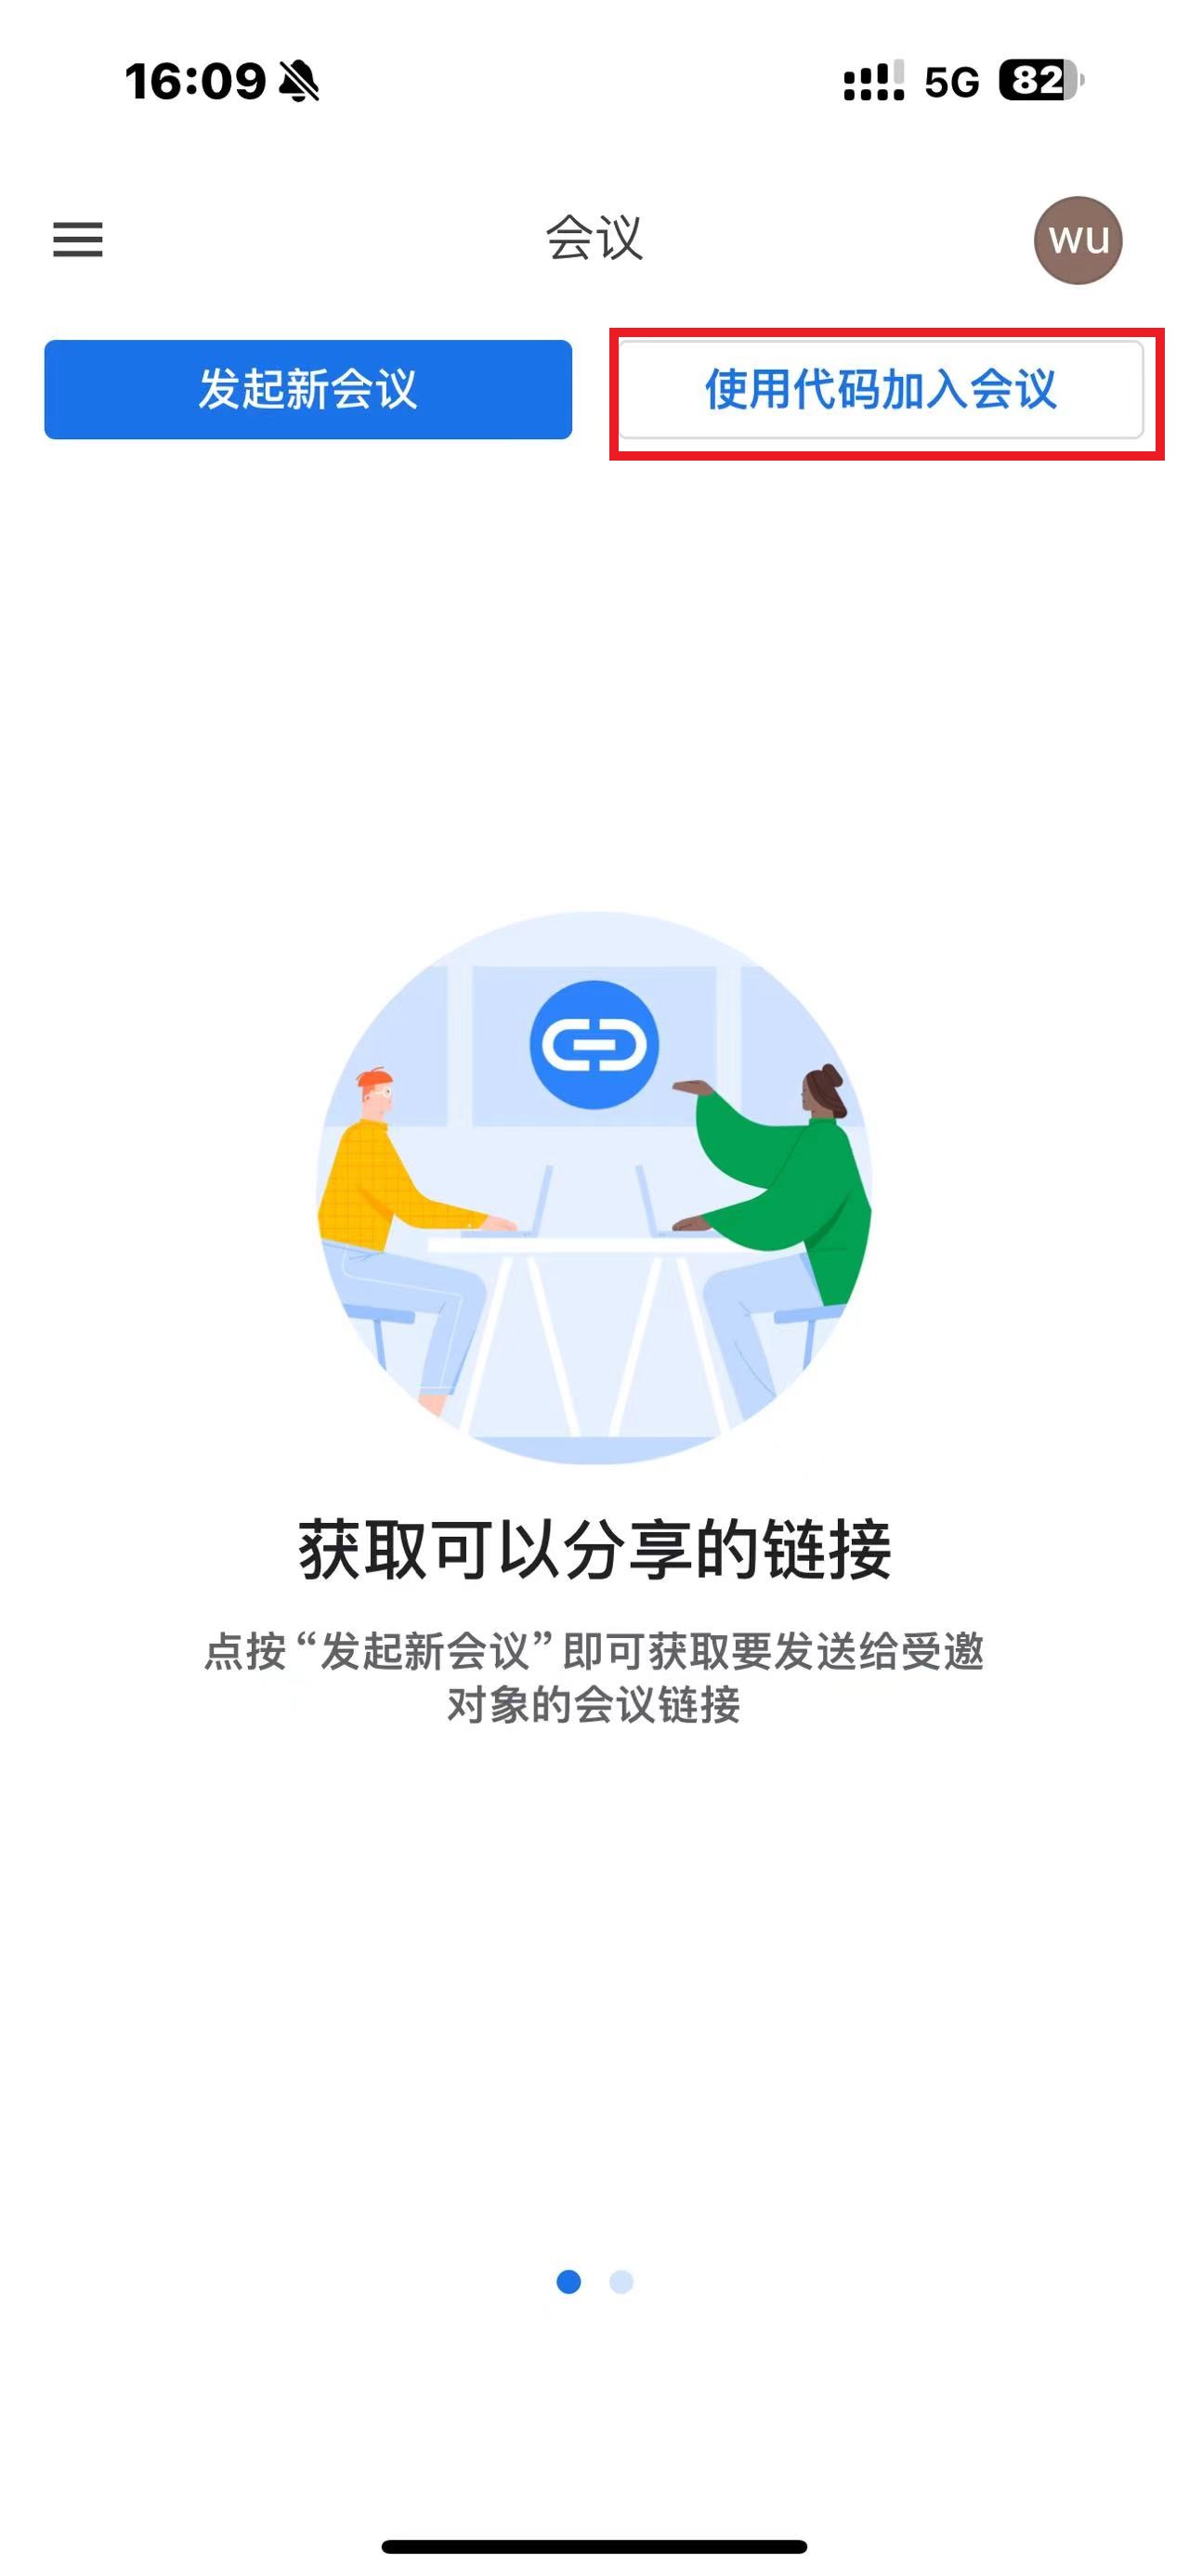 16:09 5G 82
会议 wu
发起新会议 使用代码加入会议
获取可以分享的链接
点按“发起新会议”即可获取要发送给受邀
对象的会议链接